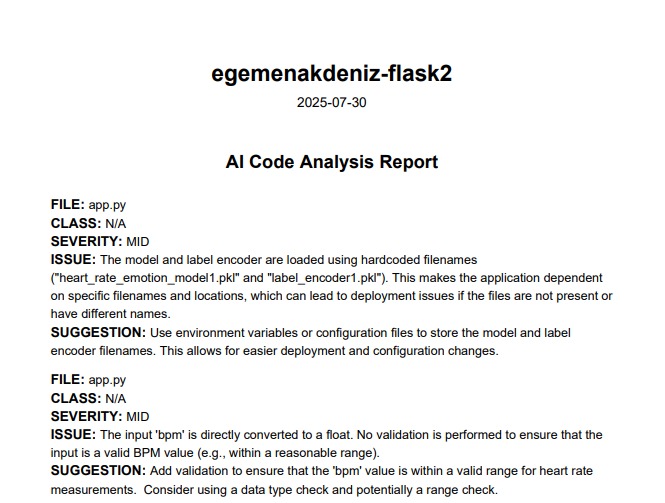 egemenakdeniz-flask2
2025-07-30
AI Code Analysis Report
FILE: app.py
CLASS: N/A
SEVERITY: MID
ISSUE: The model and label encoder are loaded using hardcoded filenames
("heart_rate_emotion_model1.pkl" and "label_encoder1.pkl"). This makes the application dependent
on specific filenames and locations, which can lead to deployment issues if the files are not present or
have different names.
SUGGESTION: Use environment variables or configuration files to store the model and label
encoder filenames. This allows for easier deployment and configuration changes.
FILE: app.py
CLASS: N/A
SEVERITY: MID
ISSUE: The input 'bpm' is directly converted to a float. No validation is performed to ensure that the
input is a valid BPM value (e.g., within a reasonable range).
SUGGESTION: Add validation to ensure that the 'bpm' value is within a valid range for heart rate
measurements.  Consider using a data type check and potentially a range check.